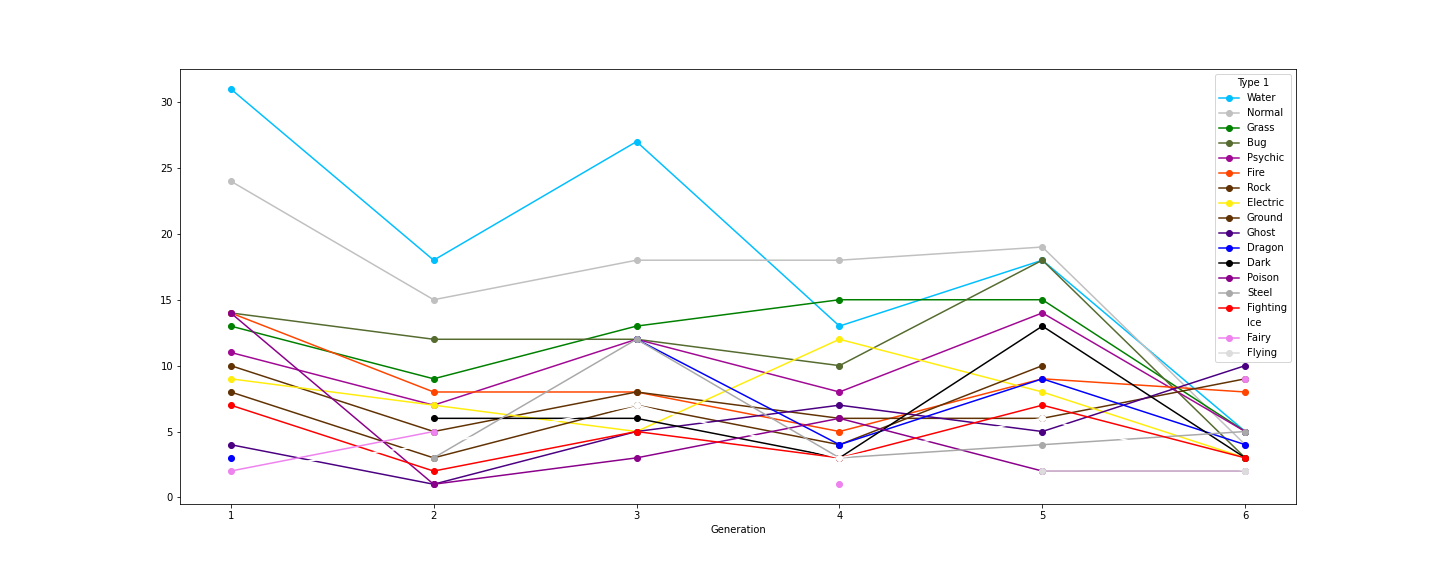 30
25
20
15
10
5
0
1 2 3 4 5 6
Generation
Type 1
Water
Normal
Grass
Bug
Psychic
Fire
Rock
Electric
Ground
Ghost
Dragon
Dark
Poison
Steel
Fighting
Ice
Fairy
Flying